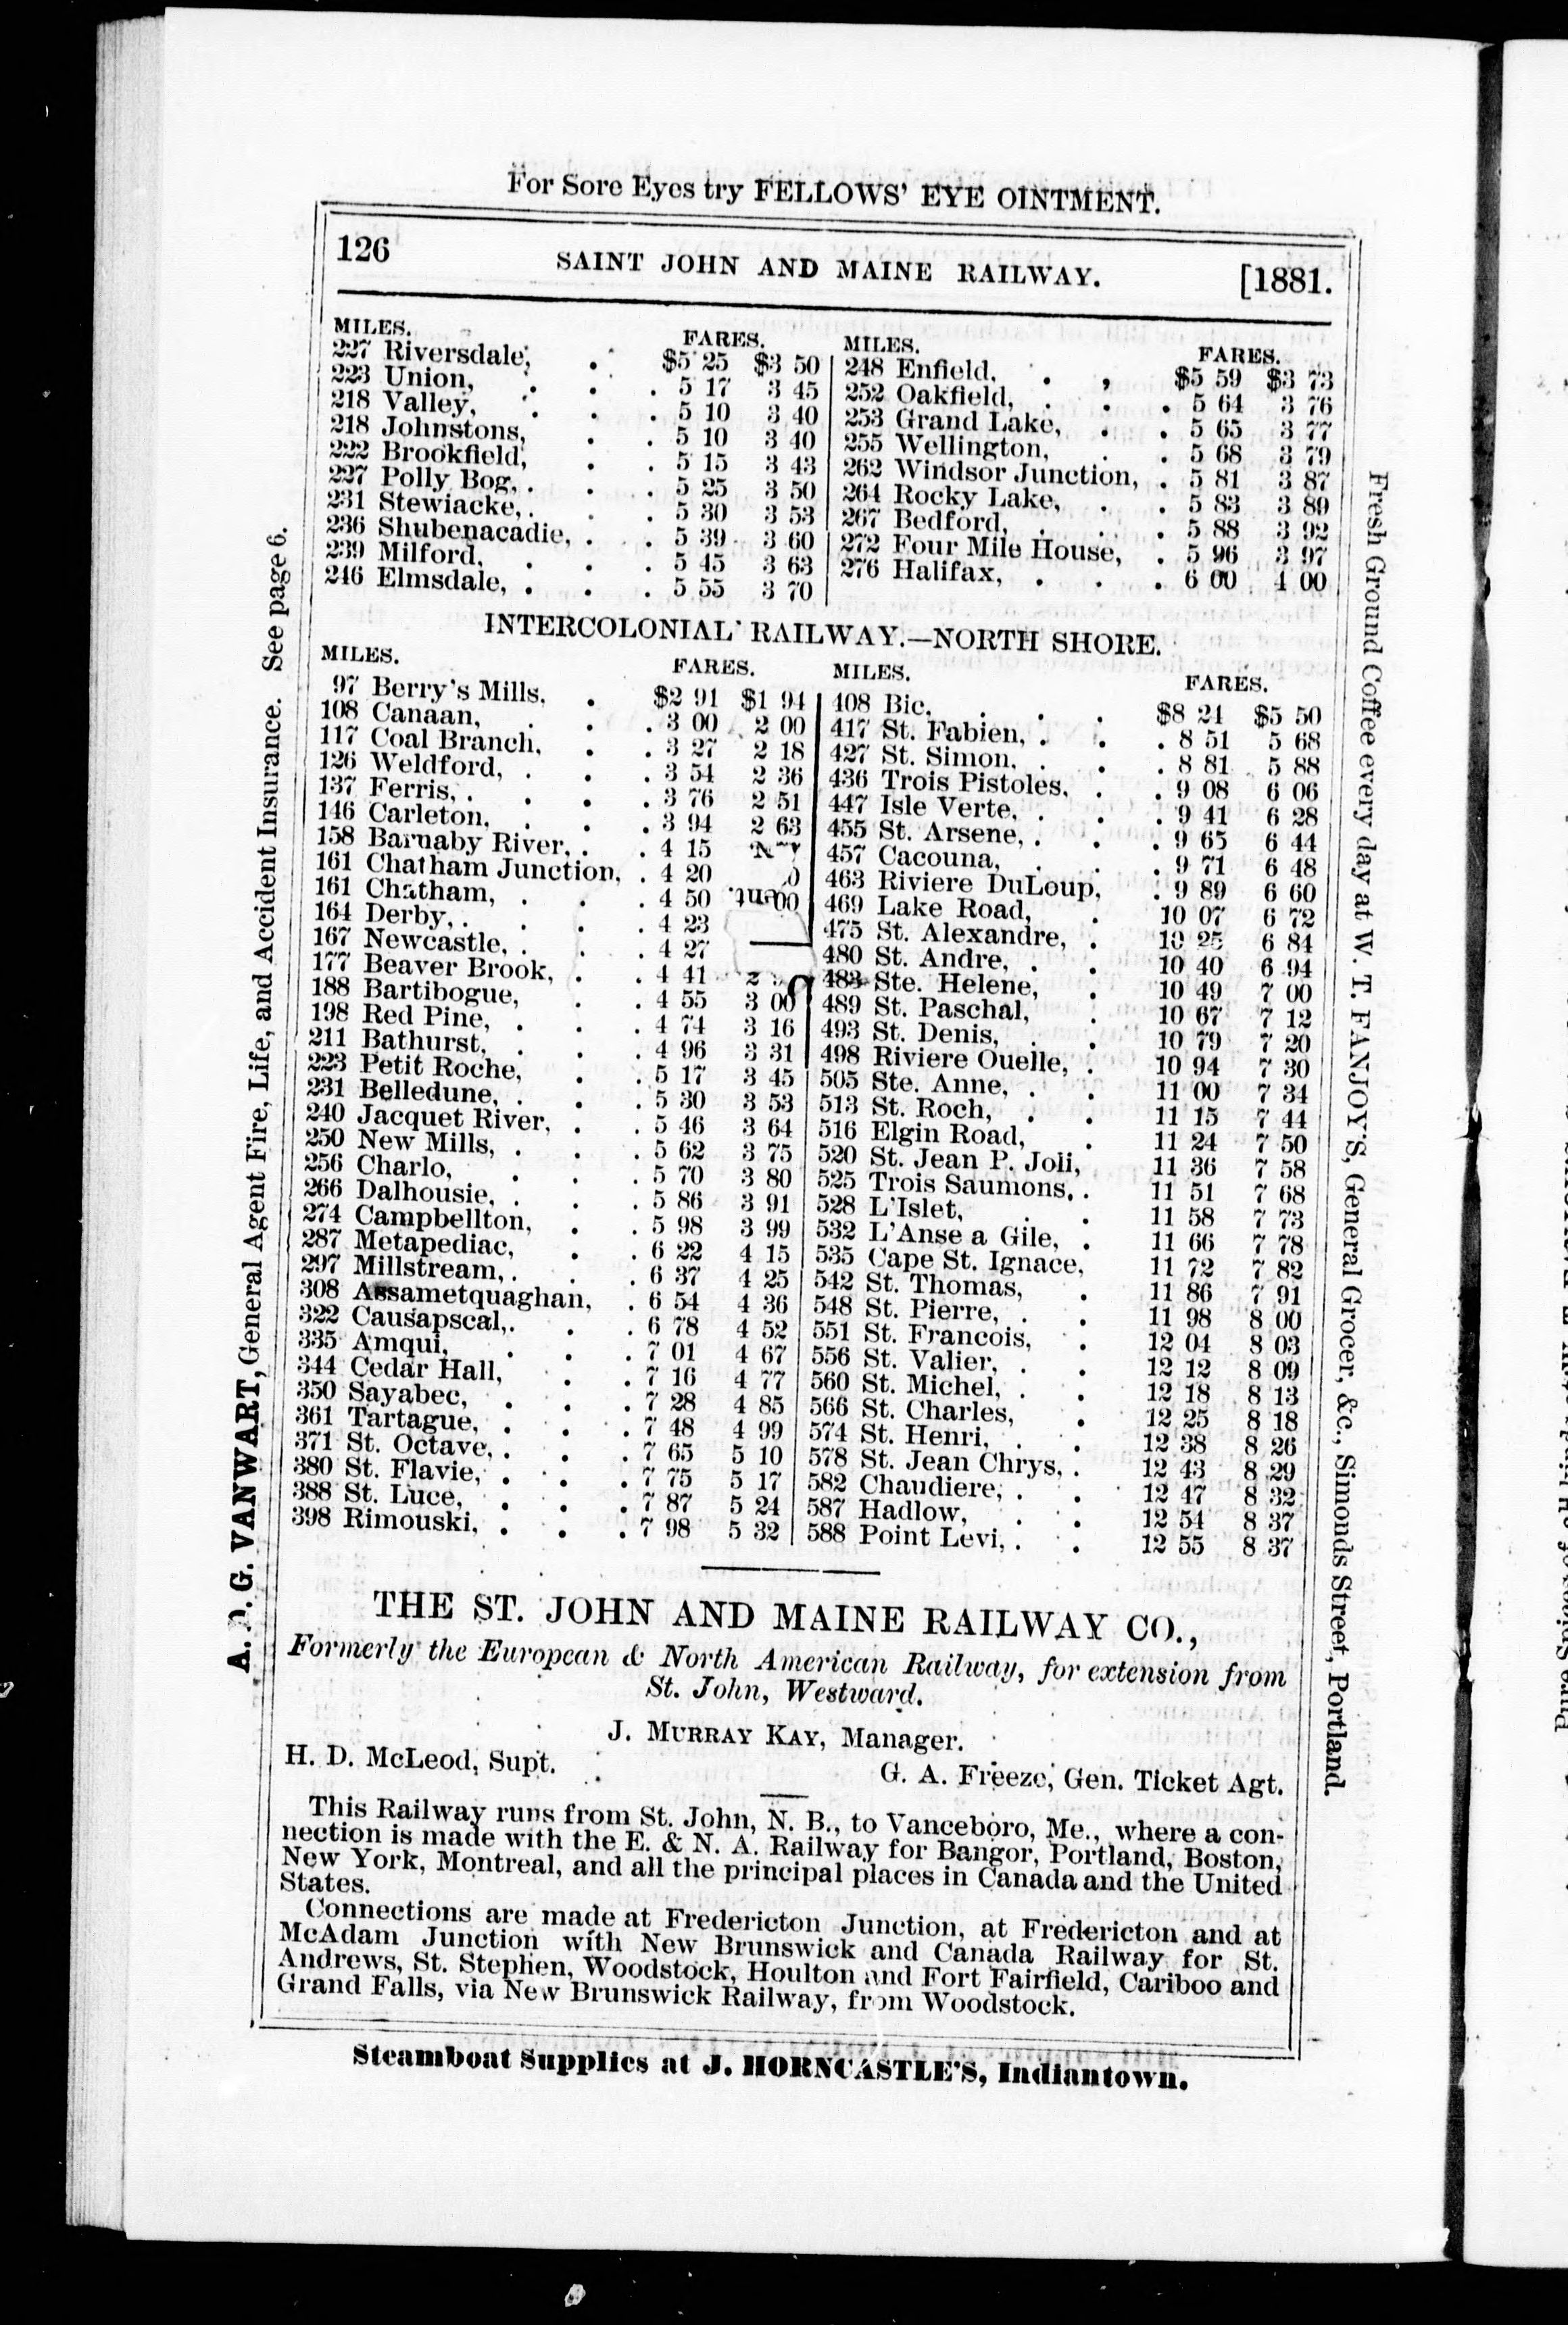 For Sore Eyes try FELLOWS' EYE OINTMENT.
126 SAINT JOHN AND MAINE RAILWAY. [1881.
MILES. FARES.
227 Riversdale, . $5 25 $3 50
223 Union, . . . 5 17 3 45
218 Valley, . . . 5 10 3 40
218 Johnstons, . . 5 10 3 40
222 Brookfield, . . 5 15 3 43
227 Polly Bog, . . . 5 25 3 50
231 Stewiacke, . . . 5 30 3 53
236 Shubenacadie, . . 5 39 3 60
239 Milford, . . . 5 45 3 63
246 Elmsdale, . . . 5 55 3 70
MILES. FARES.
248 Enfield, . , $5 59 $3 73
252 Oakfield, . . . 5 64 3 76
253 Grand Lake, . . 5 65 3 77
255 Wellington, . . 5 68 3 79
262 Windsor Junction, . 5 81 3 87
264 Rocky Lake, . . 5 83 3 89
267 Bedford, . . . 5 88 3 92
272 Four Mile House, . 5 96 3 97
276 Halifax, . . . 6 00 4 00
INTERCOLONIAL RAILWAY.—NORTH SHORE.
MILES. FARES.
97 Berry's Mills, . $2 91 $1 94
108 Canaan, . . . 3 00 2 00
117 Coal Branch, . . 3 27 2 18
126 Weldford, . . . 3 54 2 36
137 Ferris, . . . . 3 76 2 51
146 Carleton, . . . 3 94 2 63
158 Barnaby River, . . 4 15
161 Chatham Junction, . 4 20
161 Chatham, . . . 4 50 00
164 Derby, . . . . 4 23
167 Newcastle, . . . 4 27
177 Beaver Brook, . . 4 41
188 Bartibogue, . . 4 55 3 00
198 Red Pine, . . . 4 74 3 16
211 Bathurst, . . . 4 96 3 31
223 Petit Roche, . . 5 17 3 45
231 Belledune, . . . 5 30 3 53
240 Jacquet River, . . 5 46 3 64
250 New Mills, . . . 5 62 3 75
256 Charlo, . . . 5 70 3 80
266 Dalhousie, . . . 5 86 3 91
274 Campbellton, . . 5 98 3 99
287 Metapediac, . . 6 22 4 15
297 Millstream, . . . 6 37 4 25
308 Assametquaghan, . 6 54 4 36
322 Causapscal, . . . 6 78 4 52
335 Amqui, . . . 7 01 4 67
344 Cedar Hall, . . 7 16 4 77
350 Sayabec, . . . 7 28 4 85
361 Tartague, . . . 7 48 4 99
371 St. Octave, . . . 7 65 5 10
380 St. Flavie, . . . 7 75 5 17
388 St. Luce, . . . 7 87 5 24
398 Rimouski, . . . 7 98 5 32
MILES. FARES.
408 Bic, . . . $8 24 $5 50
417 St. Fabien, . . . 8 51 5 68
427 St. Simon, . . . 8 81 5 88
436 Trois Pistoles, . . 9 08 6 06
447 Isle Verte, . . . 9 41 6 28
455 St. Arsene, . . . 9 65 6 44
457 Cacouna, . . . 9 71 6 48
463 Riviere DuLoup, . 9 89 6 60
469 Lake Road, . 10 07 6 72
475 St. Alexandre, . 10 25 6 84
480 St. Andre, . . 10 40 6 94
483 Ste. Helene, . 10 49 7 00
489 St. Paschal, . 10 67 7 12
493 St. Denis, . . 10 79 7 20
498 Riviere Ouelle, . 10 94 7 30
505 Ste. Anne, . . 11 00 7 34
513 St. Roch, . . 11 15 7 44
516 Elgin Road, . 11 24 7 50
520 St. Jean P. Joli, 11 36 7 58
525 Trois Saumons, . 11 51 7 68
528 L'Islet, . . 11 58 7 73
532 L'Anse a Gile, . 11 66 7 78
535 Cape St. Ignace, 11 72 7 82
542 St. Thomas, . 11 86 7 91
548 St. Pierre, . . 11 98 8 00
551 St. Francois, . 12 04 8 03
556 St. Valier, . . 12 12 8 09
560 St. Michel, . . 12 18 8 13
566 St. Charles, . 12 25 8 18
574 St. Henri, . . 12 38 8 26
578 St. Jean Chrys, . 12 43 8 29
582 Chaudiere, . . 12 47 8 32
587 Hadlow, . . 12 54 8 37
588 Point Levi, . . 12 55 8 37
THE ST. JOHN AND MAINE RAILWAY CO.,
Formerly the European & North American Railway, for extension from
St. John, Westward.
J. MURRAY KAY, Manager.
H. D. McLeod, Supt. G. A. Freeze, Gen. Ticket Agt.
This Railway runs from St. John, N. B., to Vanceboro, Me., where a con-
nection is made with the E. & N. A. Railway for Bangor, Portland, Boston,
New York, Montreal, and all the principal places in Canada and the United
States.
Connections are made at Fredericton Junction, at Fredericton and at
McAdam Junction with New Brunswick and Canada Railway for St.
Andrews, St. Stephen, Woodstock, Houlton and Fort Fairfield, Cariboo and
Grand Falls, via New Brunswick Railway, from Woodstock.
Steamboat Supplies at J. HORNCASTLE'S, Indiantown.
A. D. G. VANWART, General Agent Fire, Life, and Accident Insurance. See page 6.
Fresh Ground Coffee every day at W. T. FANJOY'S, General Grocer, &c., Simonds Street, Portland.